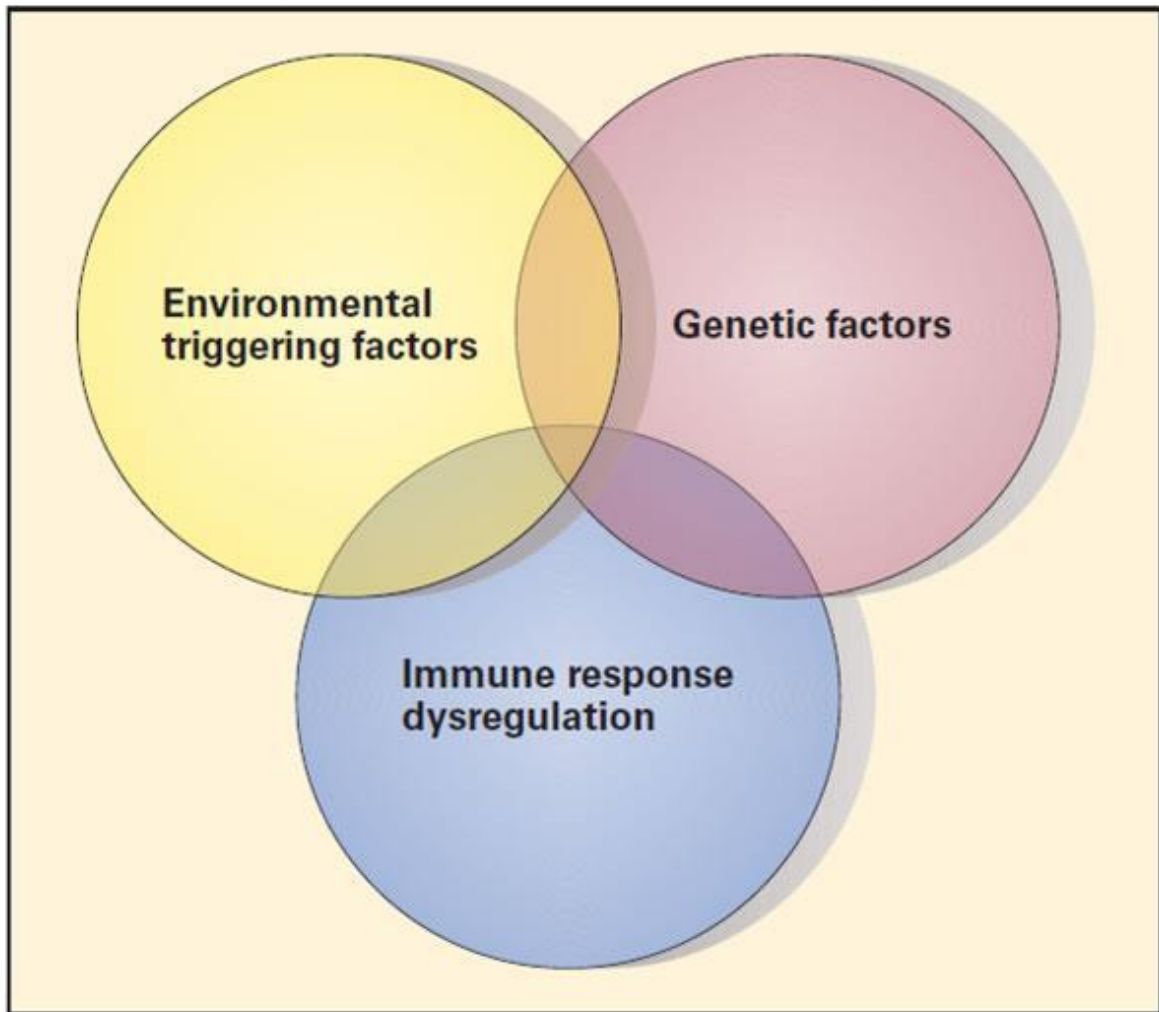 Environmental
triggering factors
Genetic factors
Immune response
dysregulation